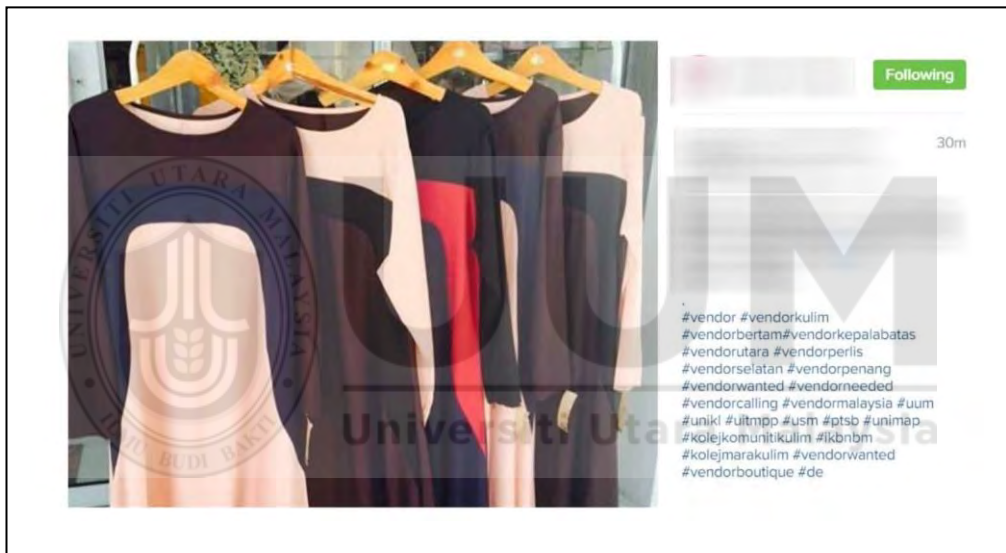 Following
30m
UUM
Universiti Utara Malaysia
UNIVERSITI UTARA MALAYSIA
ILMU BUDI BAKTI
.
#vendor #vendorkulim
#vendorbertam#vendorkepalabatas
#vendorutara #vendorperlis
#vendorselatan #vendorpenang
#vendorwanted #vendorneeded
#vendorcalling #vendormalaysia #uum
#unikl #uitmpp #usm #ptsb #unimap
#kolejkomunitikulim #ikbnbm
#kolejmarakulim #vendorwanted
#vendorboutique #de